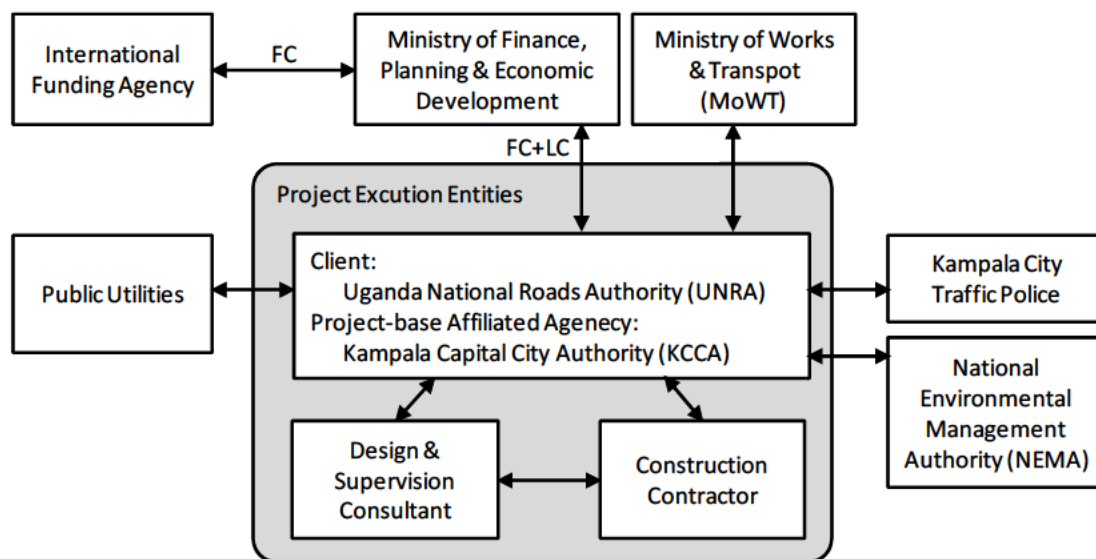 International
Funding Agency
FC
Ministry of Finance,
Planning & Economic
Development
Ministry of Works
& Transpot
(MoWT)
FC+LC
Project Excution Entities
Public Utilities
Client:
Uganda National Roads Authority (UNRA)
Project-base Affiliated Agenecy:
Kampala Capital City Authority (KCCA)
Kampala City
Traffic Police
National
Environmental
Management
Authority (NEMA)
Design &
Supervision
Consultant
Construction
Contractor